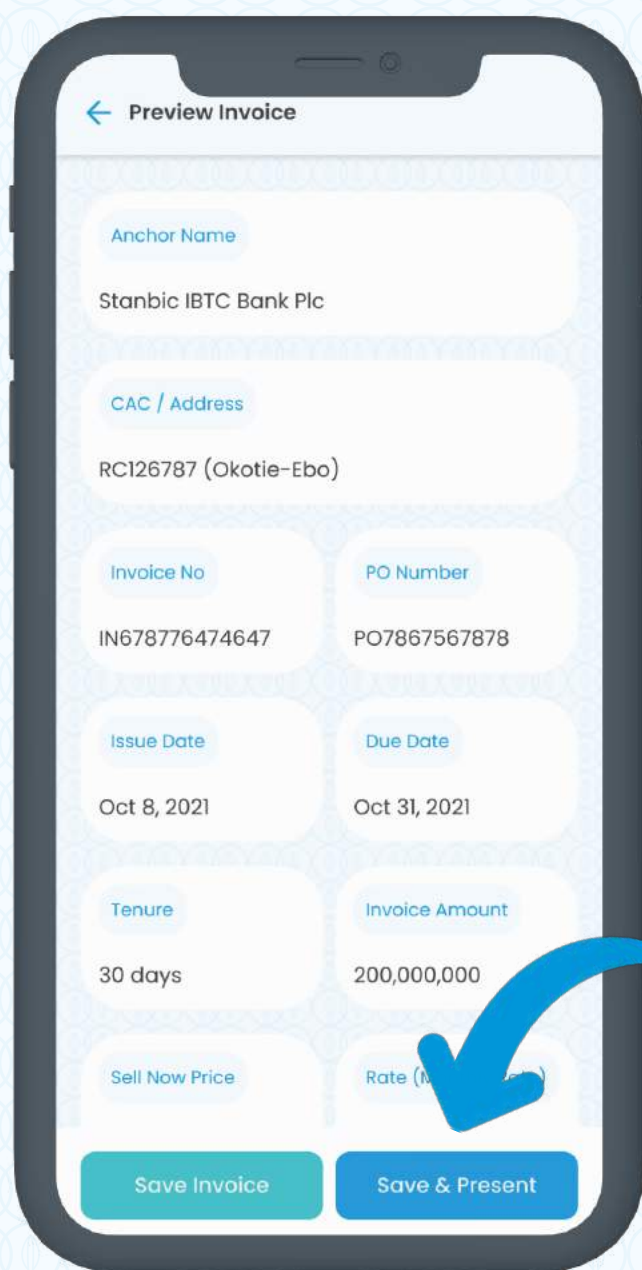 Preview Invoice
Anchor Name
Stanbic IBTC Bank Plc
CAC / Address
RC126787 (Okotie-Ebo)
Invoice No
PO Number
IN678776474647
PO7867567878
Issue Date
Due Date
Oct 8, 2021
Oct 31, 2021
Tenure
Invoice Amount
30 days
200,000,000
Sell Now Price
Rate
Save Invoice
Save & Present